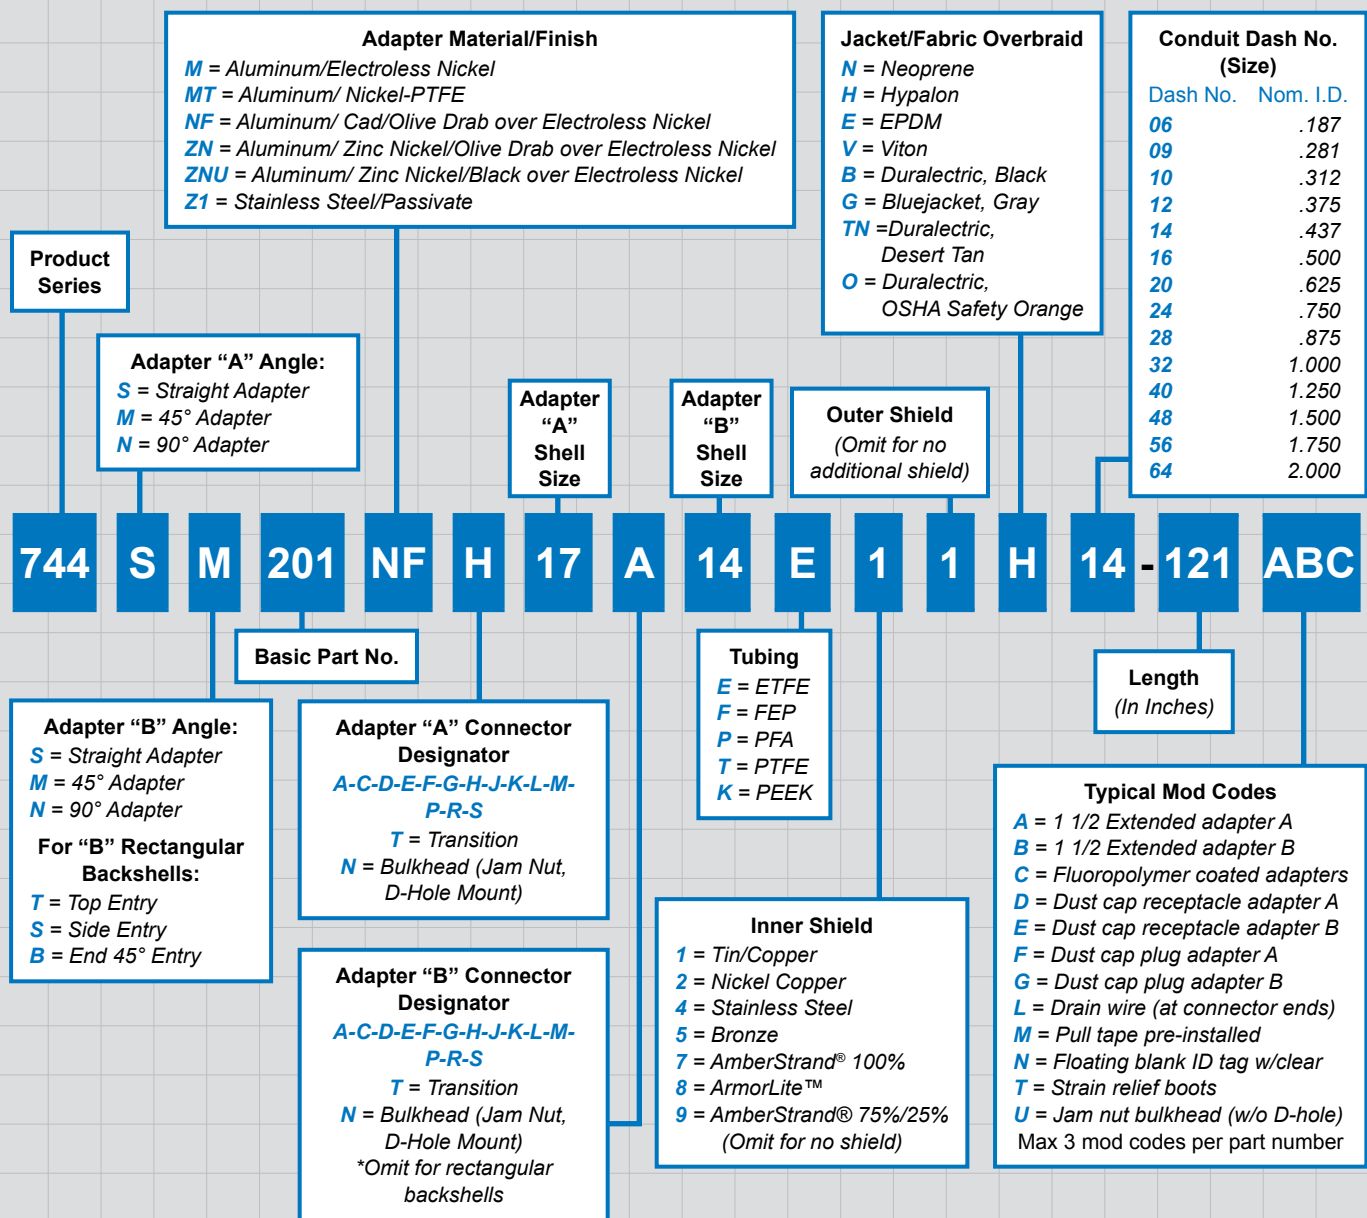 Adapter Material/Finish
M = Aluminum/Electroless Nickel
MT = Aluminum/ Nickel-PTFE
NF = Aluminum/ Cad/Olive Drab over Electroless Nickel
ZN = Aluminum/ Zinc Nickel/Olive Drab over Electroless Nickel
ZNU = Aluminum/ Zinc Nickel/Black over Electroless Nickel
Z1 = Stainless Steel/Passivate
Jacket/Fabric Overbraid
N = Neoprene
H = Hypalon
E = EPDM
V = Viton
B = Duralectric, Black
G = Bluejacket, Gray
TN =Duralectric,
Desert Tan
O = Duralectric,
OSHA Safety Orange
Conduit Dash No.
(Size)
Dash No. Nom. I.D.
06 .187
09 .281
10 .312
12 .375
14 .437
16 .500
20 .625
24 .750
28 .875
32 1.000
40 1.250
48 1.500
56 1.750
64 2.000
Product
Series
Adapter “A” Angle:
S = Straight Adapter
M = 45° Adapter
N = 90° Adapter
Adapter
“A”
Shell
Size
Adapter
“B”
Shell
Size
Outer Shield
(Omit for no
additional shield)
744 S M 201 NF H 17 A 14 E 1 1 H 14 - 121 ABC
Basic Part No.
Adapter “B” Angle:
S = Straight Adapter
M = 45° Adapter
N = 90° Adapter
For “B” Rectangular
Backshells:
T = Top Entry
S = Side Entry
B = End 45° Entry
Adapter “A” Connector
Designator
A-C-D-E-F-G-H-J-K-L-M-
P-R-S
T = Transition
N = Bulkhead (Jam Nut,
D-Hole Mount)
Adapter “B” Connector
Designator
A-C-D-E-F-G-H-J-K-L-M-
P-R-S
T = Transition
N = Bulkhead (Jam Nut,
D-Hole Mount)
*Omit for rectangular
backshells
Tubing
E = ETFE
F = FEP
P = PFA
T = PTFE
K = PEEK
Inner Shield
1 = Tin/Copper
2 = Nickel Copper
4 = Stainless Steel
5 = Bronze
7 = AmberStrand® 100%
8 = ArmorLite™
9 = AmberStrand® 75%/25%
(Omit for no shield)
Length
(In Inches)
Typical Mod Codes
A = 1 1/2 Extended adapter A
B = 1 1/2 Extended adapter B
C = Fluoropolymer coated adapters
D = Dust cap receptacle adapter A
E = Dust cap receptacle adapter B
F = Dust cap plug adapter A
G = Dust cap plug adapter B
L = Drain wire (at connector ends)
M = Pull tape pre-installed
N = Floating blank ID tag w/clear
T = Strain relief boots
U = Jam nut bulkhead (w/o D-hole)
Max 3 mod codes per part number